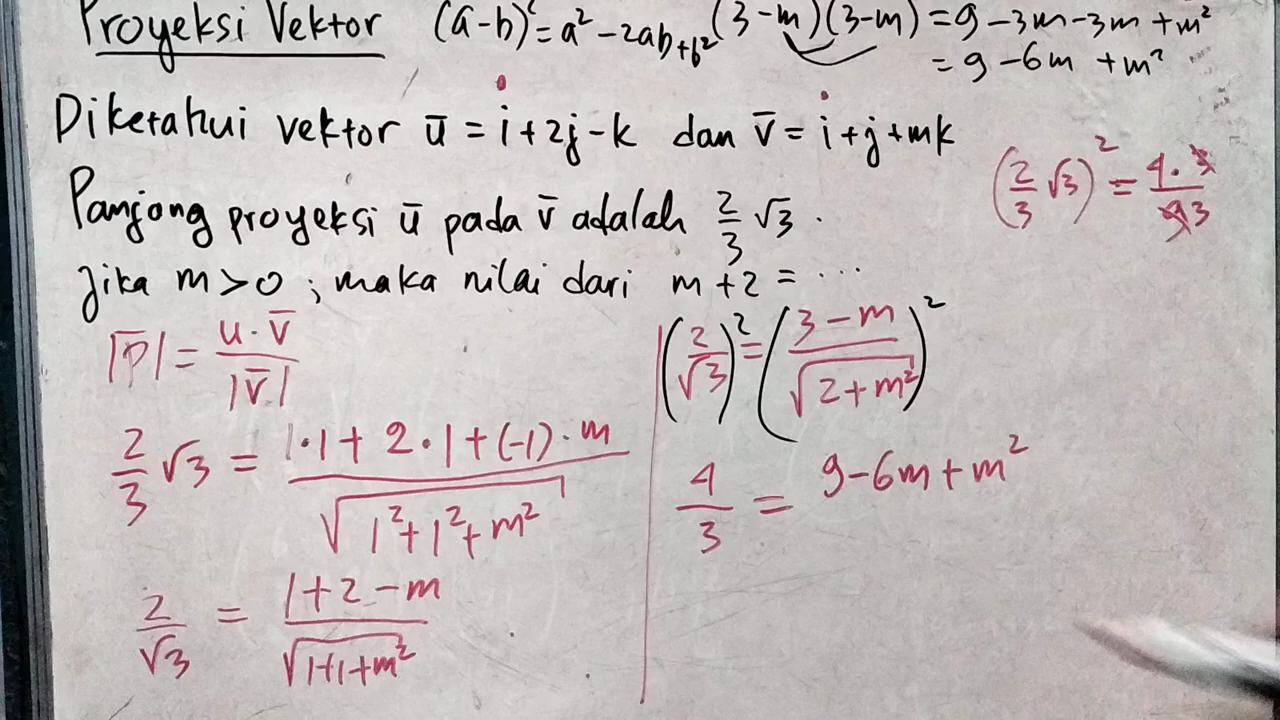 Proyeksi Vektor (a-b)² = a² - 2ab + b² (3-m)(3-m) = 9 - 3m - 3m + m²
= 9 - 6m + m²
Diketahui vektor ū = i + 2j - k dan v̄ = i + j + mk
Panjang proyeksi ū pada v̄ adalah 2/3 √3.
Jika m > 0 ; maka nilai dari m + 2 = ...
(2/3 √3)² = 4·3/93
|p̄| = u·v̄/|v̄|
2/3 √3 = 1·1 + 2·1 + (-1)·m / √1² + 1² + m²
2/√3 = 1 + 2 - m / √1+1+m²
(2/√3)² = (3-m / √2+m²)²
4/3 = 9 - 6m + m²